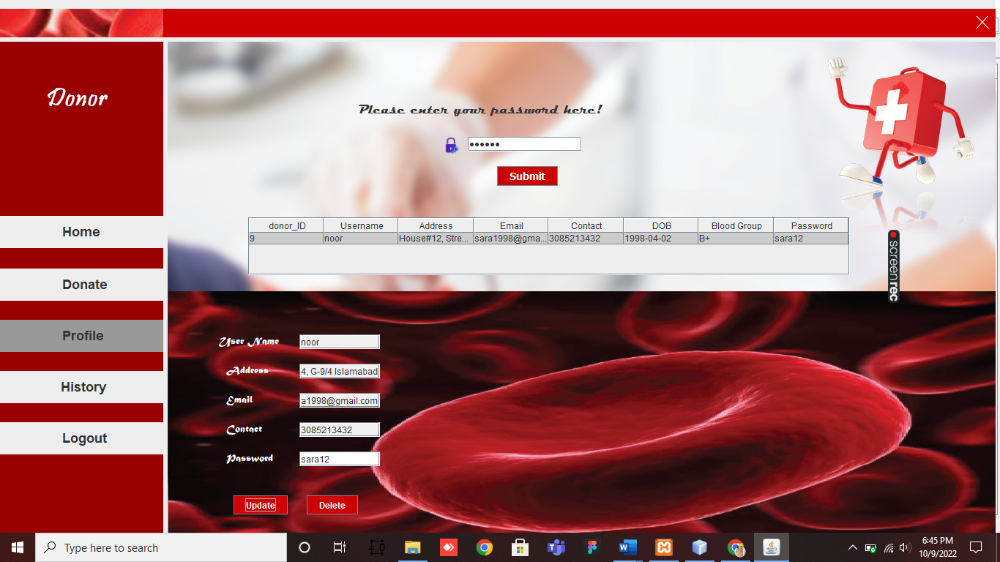 Donor
Home
Donate
Profile
History
Logout
Please enter your password here!
••••••
Submit
donor_ID Username Address Email Contact DOB Blood Group Password
9 noor House#12, Stre... sara1998@gma... 3085213432 1998-04-02 B+ sara12
screenrec
User Name noor
Address 4, G-9/4 Islamabad
Email a1998@gmail.com
Contact 3085213432
Password sara12
Update Delete
Type here to search
6:45 PM
10/9/2022